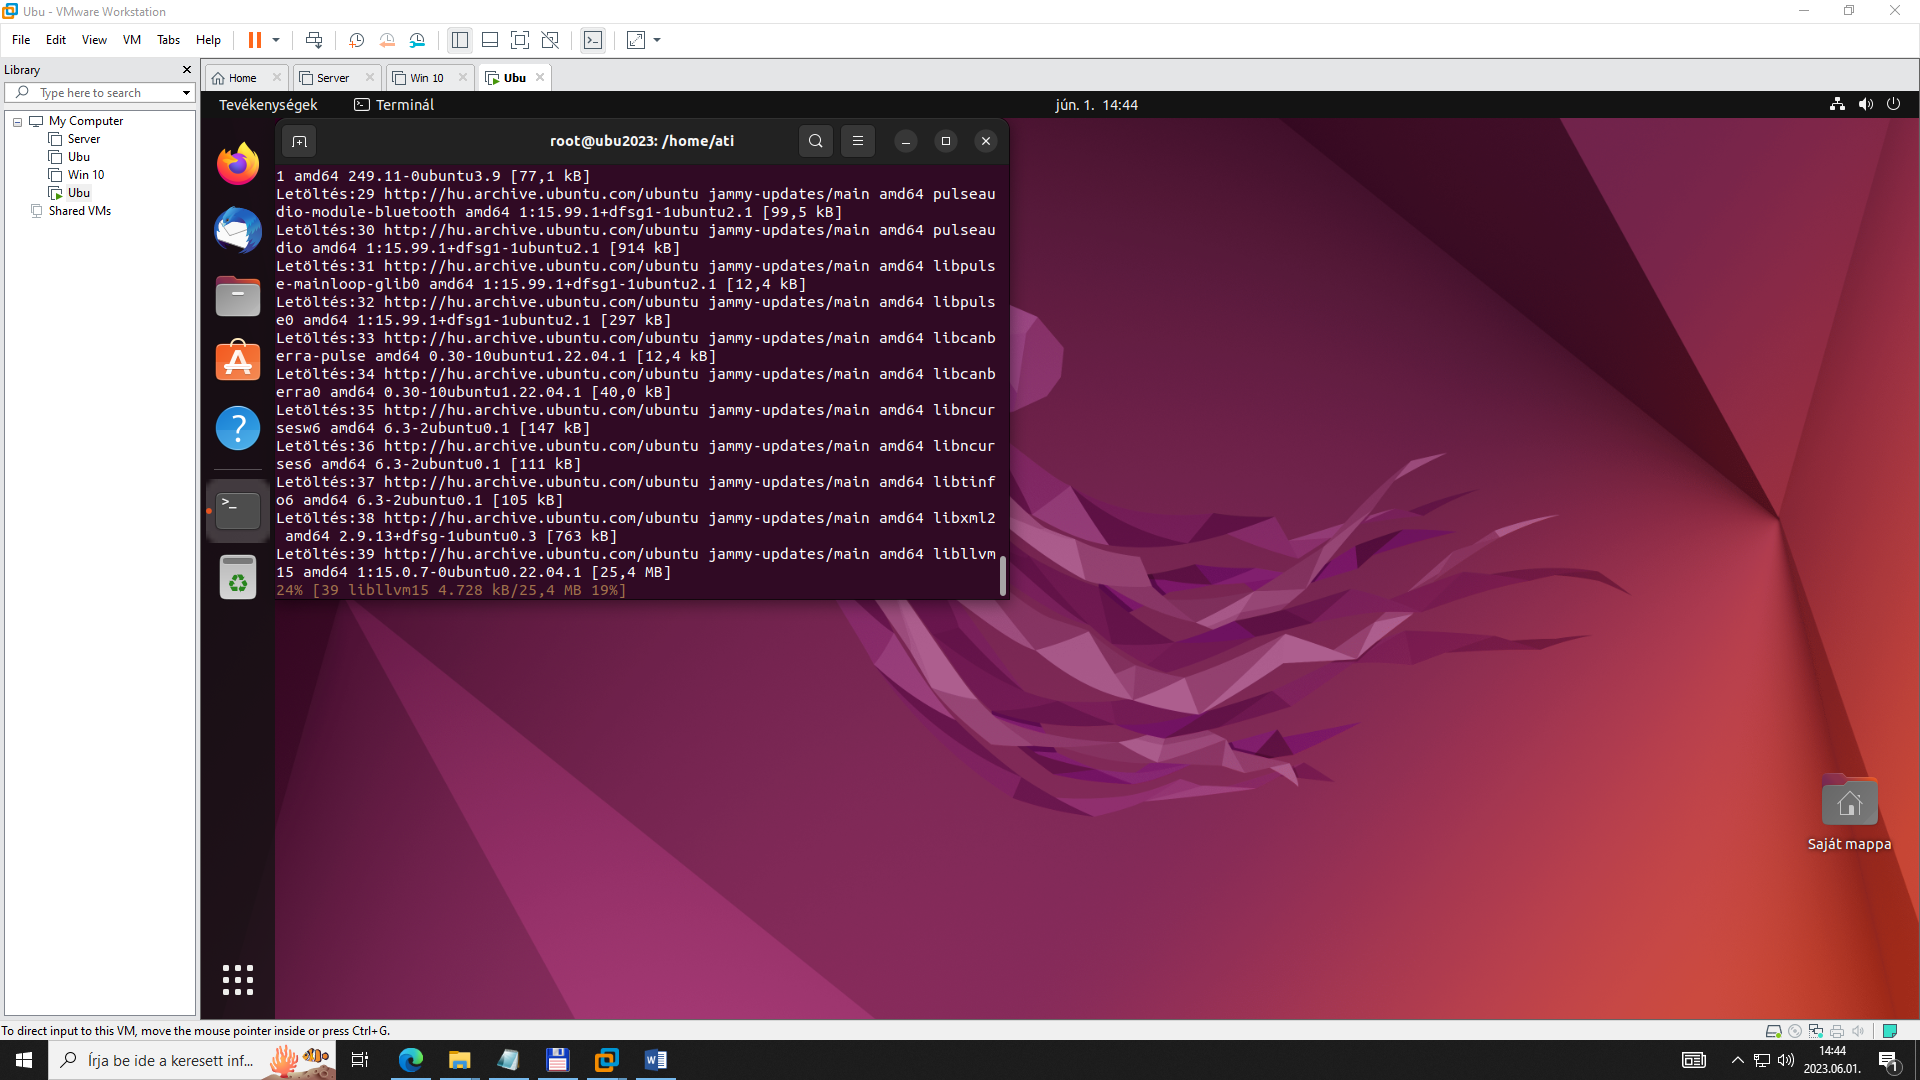 Ubu - VMware Workstation
File Edit View VM Tabs Help
Library
Type here to search
My Computer
Server
Ubu
Win 10
Ubu
Shared VMs
Home Server Win 10 Ubu
Tevékenységek Terminál jún. 1. 14:44
root@ubu2023: /home/ati
1 amd64 249.11-0ubuntu3.9 [77,1 kB]
Letöltés:29 http://hu.archive.ubuntu.com/ubuntu jammy-updates/main amd64 pulseau
dio-module-bluetooth amd64 1:15.99.1+dfsg1-1ubuntu2.1 [99,5 kB]
Letöltés:30 http://hu.archive.ubuntu.com/ubuntu jammy-updates/main amd64 pulseau
dio amd64 1:15.99.1+dfsg1-1ubuntu2.1 [914 kB]
Letöltés:31 http://hu.archive.ubuntu.com/ubuntu jammy-updates/main amd64 libpuls
e-mainloop-glib0 amd64 1:15.99.1+dfsg1-1ubuntu2.1 [12,4 kB]
Letöltés:32 http://hu.archive.ubuntu.com/ubuntu jammy-updates/main amd64 libpuls
e0 amd64 1:15.99.1+dfsg1-1ubuntu2.1 [297 kB]
Letöltés:33 http://hu.archive.ubuntu.com/ubuntu jammy-updates/main amd64 libcanb
erra-pulse amd64 0.30-10ubuntu1.22.04.1 [12,4 kB]
Letöltés:34 http://hu.archive.ubuntu.com/ubuntu jammy-updates/main amd64 libcanb
erra0 amd64 0.30-10ubuntu1.22.04.1 [40,0 kB]
Letöltés:35 http://hu.archive.ubuntu.com/ubuntu jammy-updates/main amd64 libncur
sesw6 amd64 6.3-2ubuntu0.1 [147 kB]
Letöltés:36 http://hu.archive.ubuntu.com/ubuntu jammy-updates/main amd64 libncur
ses6 amd64 6.3-2ubuntu0.1 [111 kB]
Letöltés:37 http://hu.archive.ubuntu.com/ubuntu jammy-updates/main amd64 libtinf
o6 amd64 6.3-2ubuntu0.1 [105 kB]
Letöltés:38 http://hu.archive.ubuntu.com/ubuntu jammy-updates/main amd64 libxml2
 amd64 2.9.13+dfsg-1ubuntu0.3 [763 kB]
Letöltés:39 http://hu.archive.ubuntu.com/ubuntu jammy-updates/main amd64 libllvm
15 amd64 1:15.0.7-0ubuntu0.22.04.1 [25,4 MB]
24% [39 libllvm15 4.728 kB/25,4 MB 19%]
Saját mappa
To direct input to this VM, move the mouse pointer inside or press Ctrl+G.
Írja be ide a keresett inf...
14:44
2023.06.01.
1